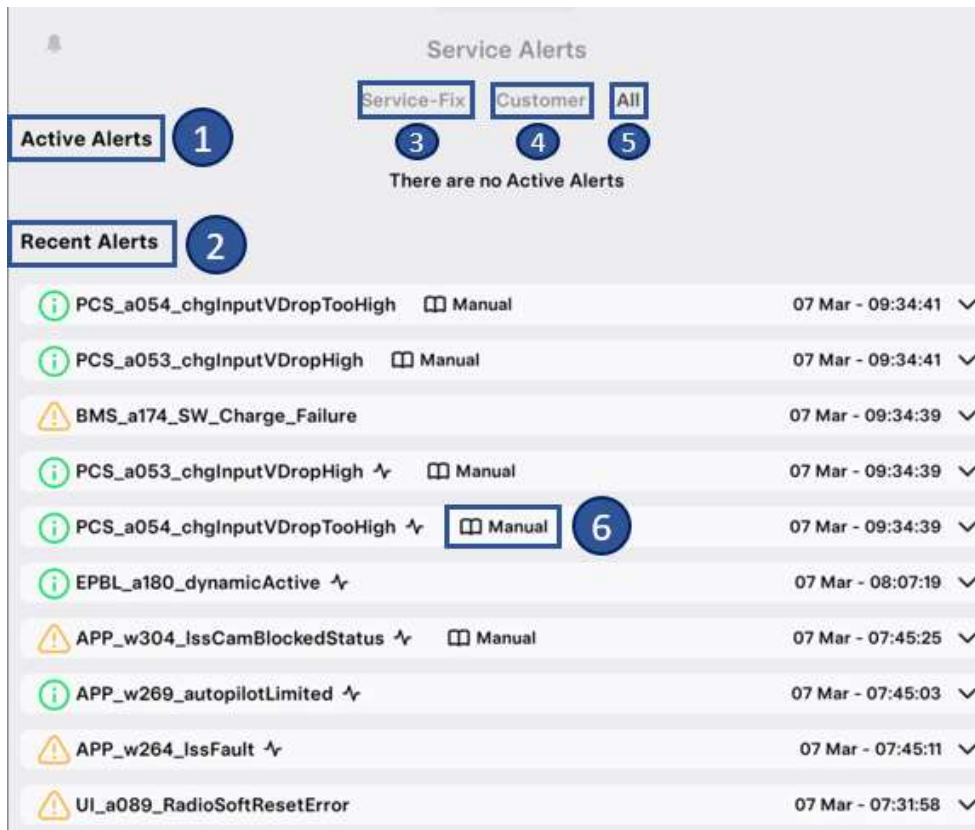 Service Alerts
Service-Fix Customer All
Active Alerts 1 3 4 5
There are no Active Alerts
Recent Alerts 2
PCS_a054_chgInputVDropTooHigh Manual 07 Mar - 09:34:41
PCS_a053_chgInputVDropHigh Manual 07 Mar - 09:34:41
BMS_a174_SW_Charge_Failure 07 Mar - 09:34:39
PCS_a053_chgInputVDropHigh Manual 07 Mar - 09:34:39
PCS_a054_chgInputVDropTooHigh Manual 6 07 Mar - 09:34:39
EPBL_a180_dynamicActive 07 Mar - 08:07:19
APP_w304_lssCamBlockedStatus Manual 07 Mar - 07:45:25
APP_w269_autopilotLimited 07 Mar - 07:45:03
APP_w264_lssFault 07 Mar - 07:45:11
UI_a089_RadioSoftResetError 07 Mar - 07:31:58